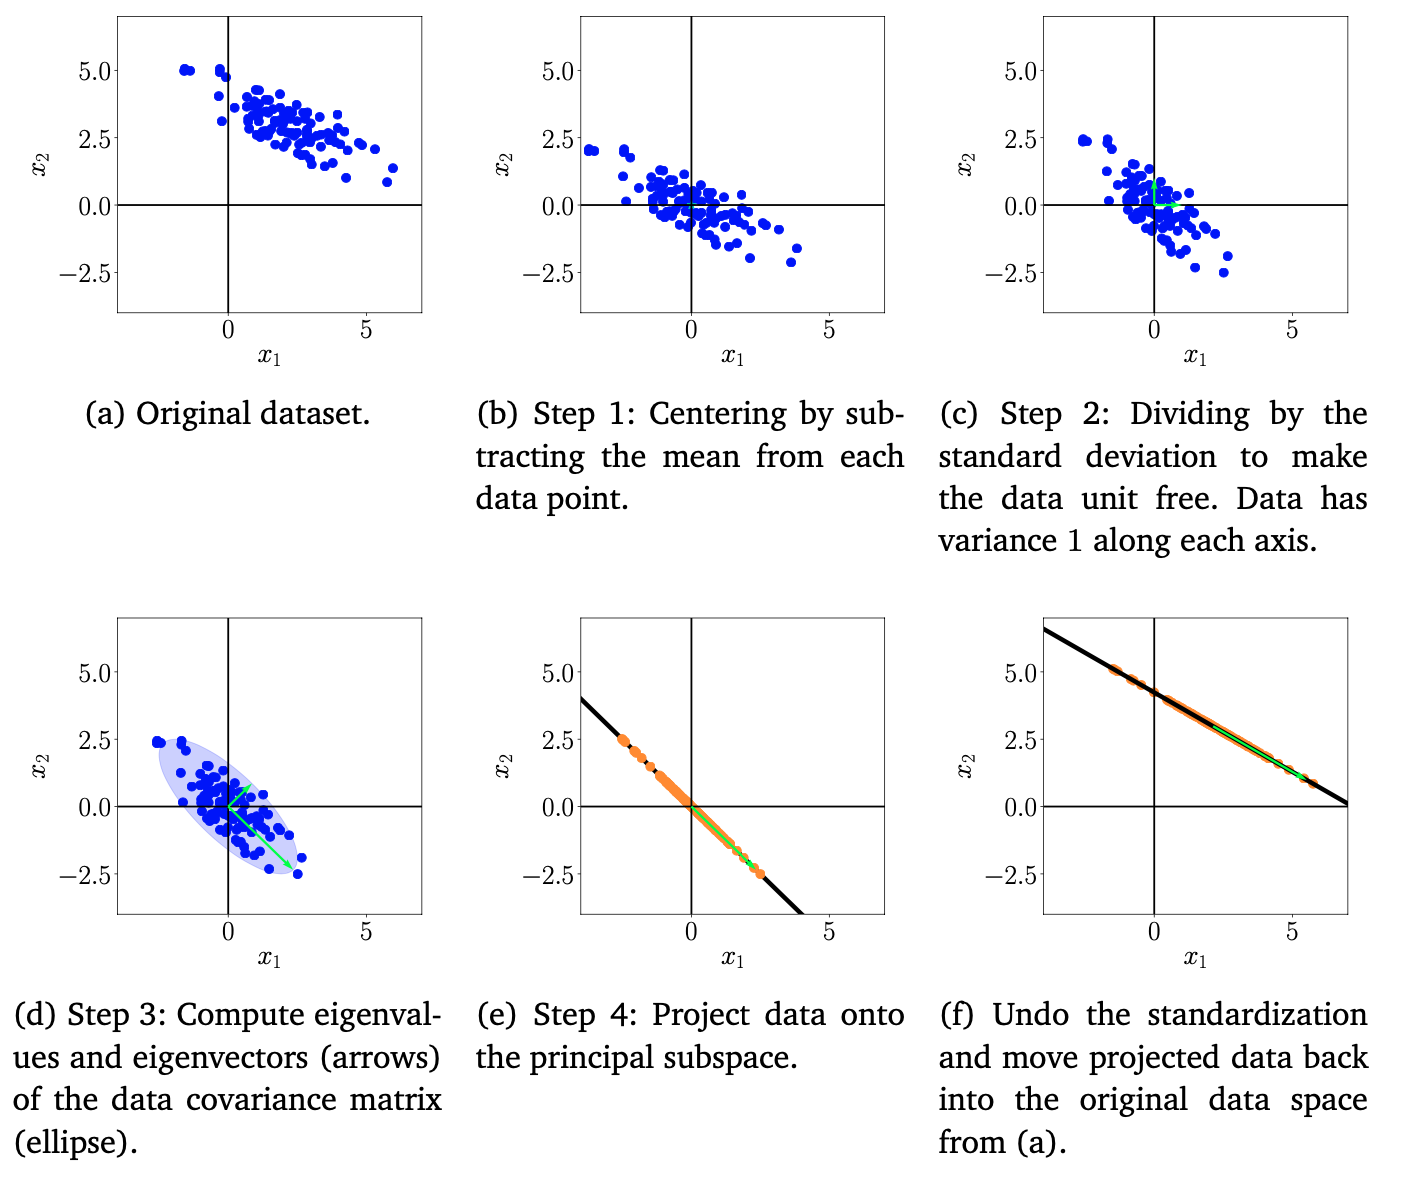 5.0
2.5
0.0
−2.5
x₂
0 5
x₁
5.0
2.5
0.0
−2.5
x₂
0 5
x₁
5.0
2.5
0.0
−2.5
x₂
0 5
x₁
(a) Original dataset.
(b) Step 1: Centering by sub-
tracting the mean from each
data point.
(c) Step 2: Dividing by the
standard deviation to make
the data unit free. Data has
variance 1 along each axis.
5.0
2.5
0.0
−2.5
x₂
0 5
x₁
5.0
2.5
0.0
−2.5
x₂
0 5
x₁
5.0
2.5
0.0
−2.5
x₂
0 5
x₁
(d) Step 3: Compute eigenval-
ues and eigenvectors (arrows)
of the data covariance matrix
(ellipse).
(e) Step 4: Project data onto
the principal subspace.
(f) Undo the standardization
and move projected data back
into the original data space
from (a).